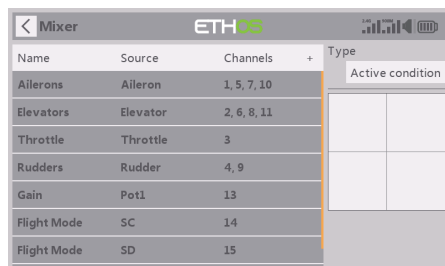 Mixer
ETHOS
Type
Active condition
Name Source Channels +
Ailerons Aileron 1, 5, 7, 10
Elevators Elevator 2, 6, 8, 11
Throttle Throttle 3
Rudders Rudder 4, 9
Gain Pot1 13
Flight Mode SC 14
Flight Mode SD 15